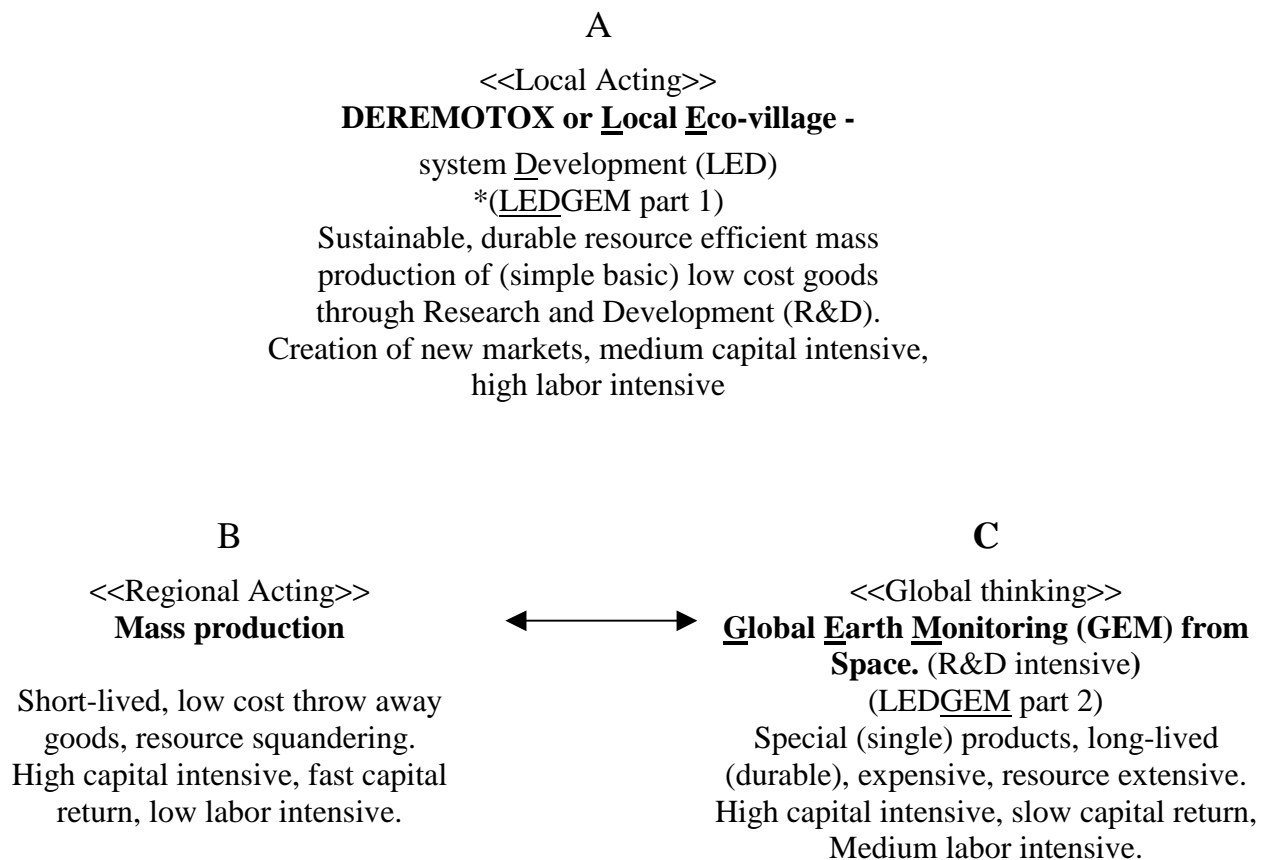 A
<<Local Acting>>
DEREMOTOX or Local Eco-village -
system Development (LED)
*(LEDGEM part 1)
Sustainable, durable resource efficient mass
production of (simple basic) low cost goods
through Research and Development (R&D).
Creation of new markets, medium capital intensive,
high labor intensive
B
<<Regional Acting>>
Mass production
Short-lived, low cost throw away
goods, resource squandering.
High capital intensive, fast capital
return, low labor intensive.
C
<<Global thinking>>
Global Earth Monitoring (GEM) from
Space. (R&D intensive)
(LEDGEM part 2)
Special (single) products, long-lived
(durable), expensive, resource extensive.
High capital intensive, slow capital return,
Medium labor intensive.